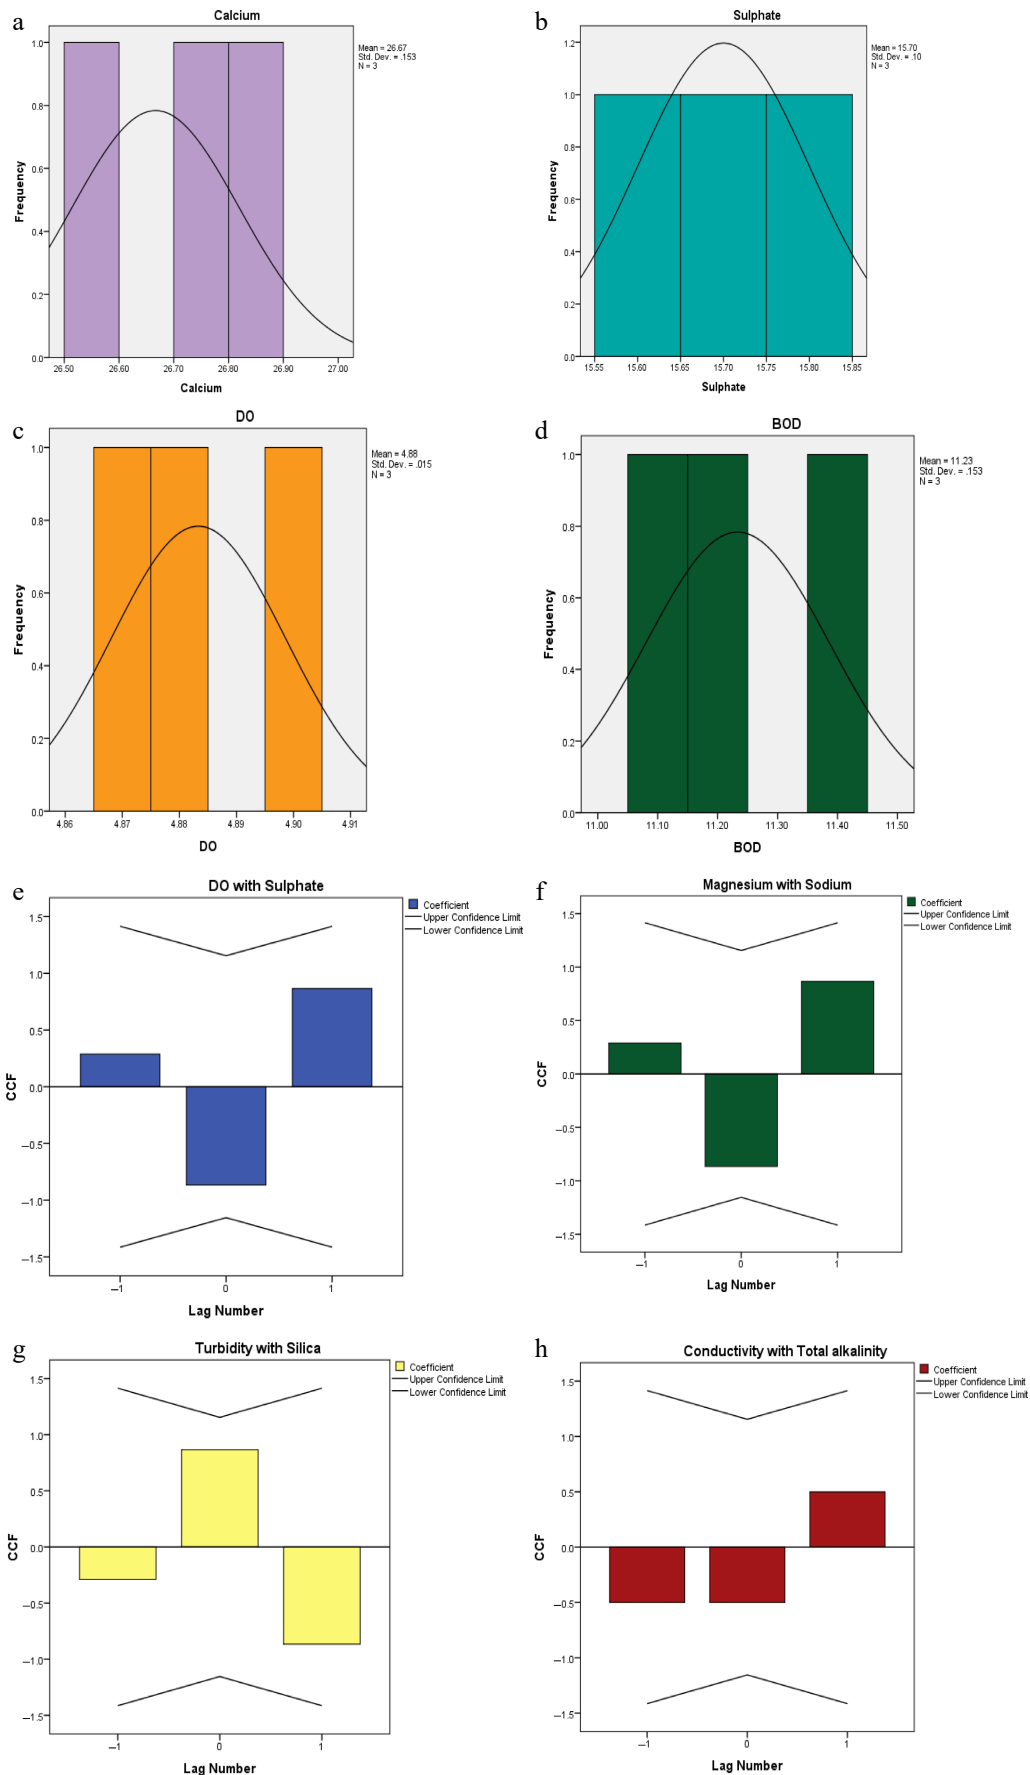 a
Calcium
Mean = 26.67
Std. Dev. = .153
N = 3
1.0
0.8
0.6
0.4
0.2
0.0
Frequency
26.50 26.60 26.70 26.80 26.90 27.00
Calcium
b
Sulphate
Mean = 15.70
Std. Dev. = .10
N = 3
1.2
1.0
0.8
0.6
0.4
0.2
0.0
Frequency
15.55 15.60 15.65 15.70 15.75 15.80 15.85
Sulphate
c
DO
Mean = 4.88
Std. Dev. = .015
N = 3
1.0
0.8
0.6
0.4
0.2
0.0
Frequency
4.86 4.87 4.88 4.89 4.90 4.91
DO
d
BOD
Mean = 11.23
Std. Dev. = .153
N = 3
1.0
0.8
0.6
0.4
0.2
0.0
Frequency
11.00 11.10 11.20 11.30 11.40 11.50
BOD
e
DO with Sulphate
Coefficient
Upper Confidence Limit
Lower Confidence Limit
1.5
1.0
0.5
0.0
−0.5
−1.0
−1.5
CCF
−1 0 1
Lag Number
f
Magnesium with Sodium
Coefficient
Upper Confidence Limit
Lower Confidence Limit
1.5
1.0
0.5
0.0
−0.5
−1.0
−1.5
CCF
−1 0 1
Lag Number
g
Turbidity with Silica
Coefficient
Upper Confidence Limit
Lower Confidence Limit
1.5
1.0
0.5
0.0
−0.5
−1.0
−1.5
CCF
−1 0 1
Lag Number
h
Conductivity with Total alkalinity
Coefficient
Upper Confidence Limit
Lower Confidence Limit
1.5
1.0
0.5
0.0
−0.5
−1.0
−1.5
CCF
−1 0 1
Lag Number